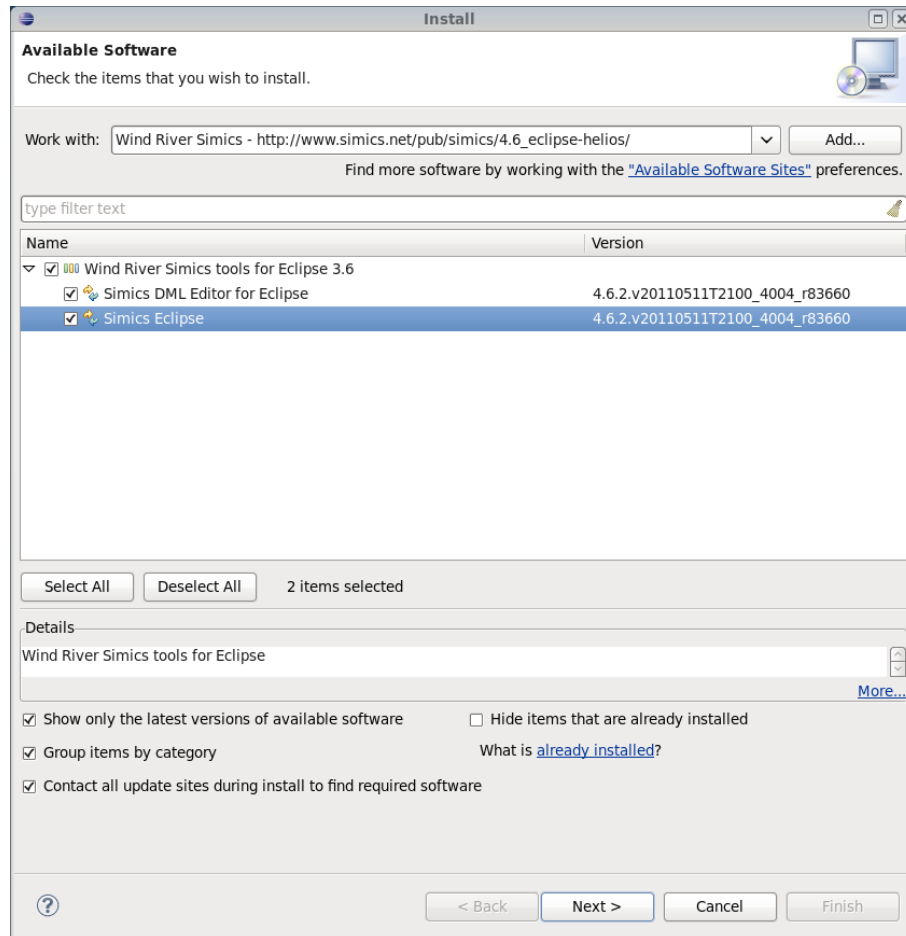 Install
Available Software
Check the items that you wish to install.
Work with: Wind River Simics - http://www.simics.net/pub/simics/4.6_eclipse-helios/ Add...
Find more software by working with the "Available Software Sites" preferences.
type filter text
Name Version
Wind River Simics tools for Eclipse 3.6
Simics DML Editor for Eclipse 4.6.2.v20110511T2100_4004_r83660
Simics Eclipse 4.6.2.v20110511T2100_4004_r83660
Select All Deselect All 2 items selected
Details
Wind River Simics tools for Eclipse
More...
Show only the latest versions of available software Hide items that are already installed
Group items by category What is already installed?
Contact all update sites during install to find required software
? < Back Next > Cancel Finish